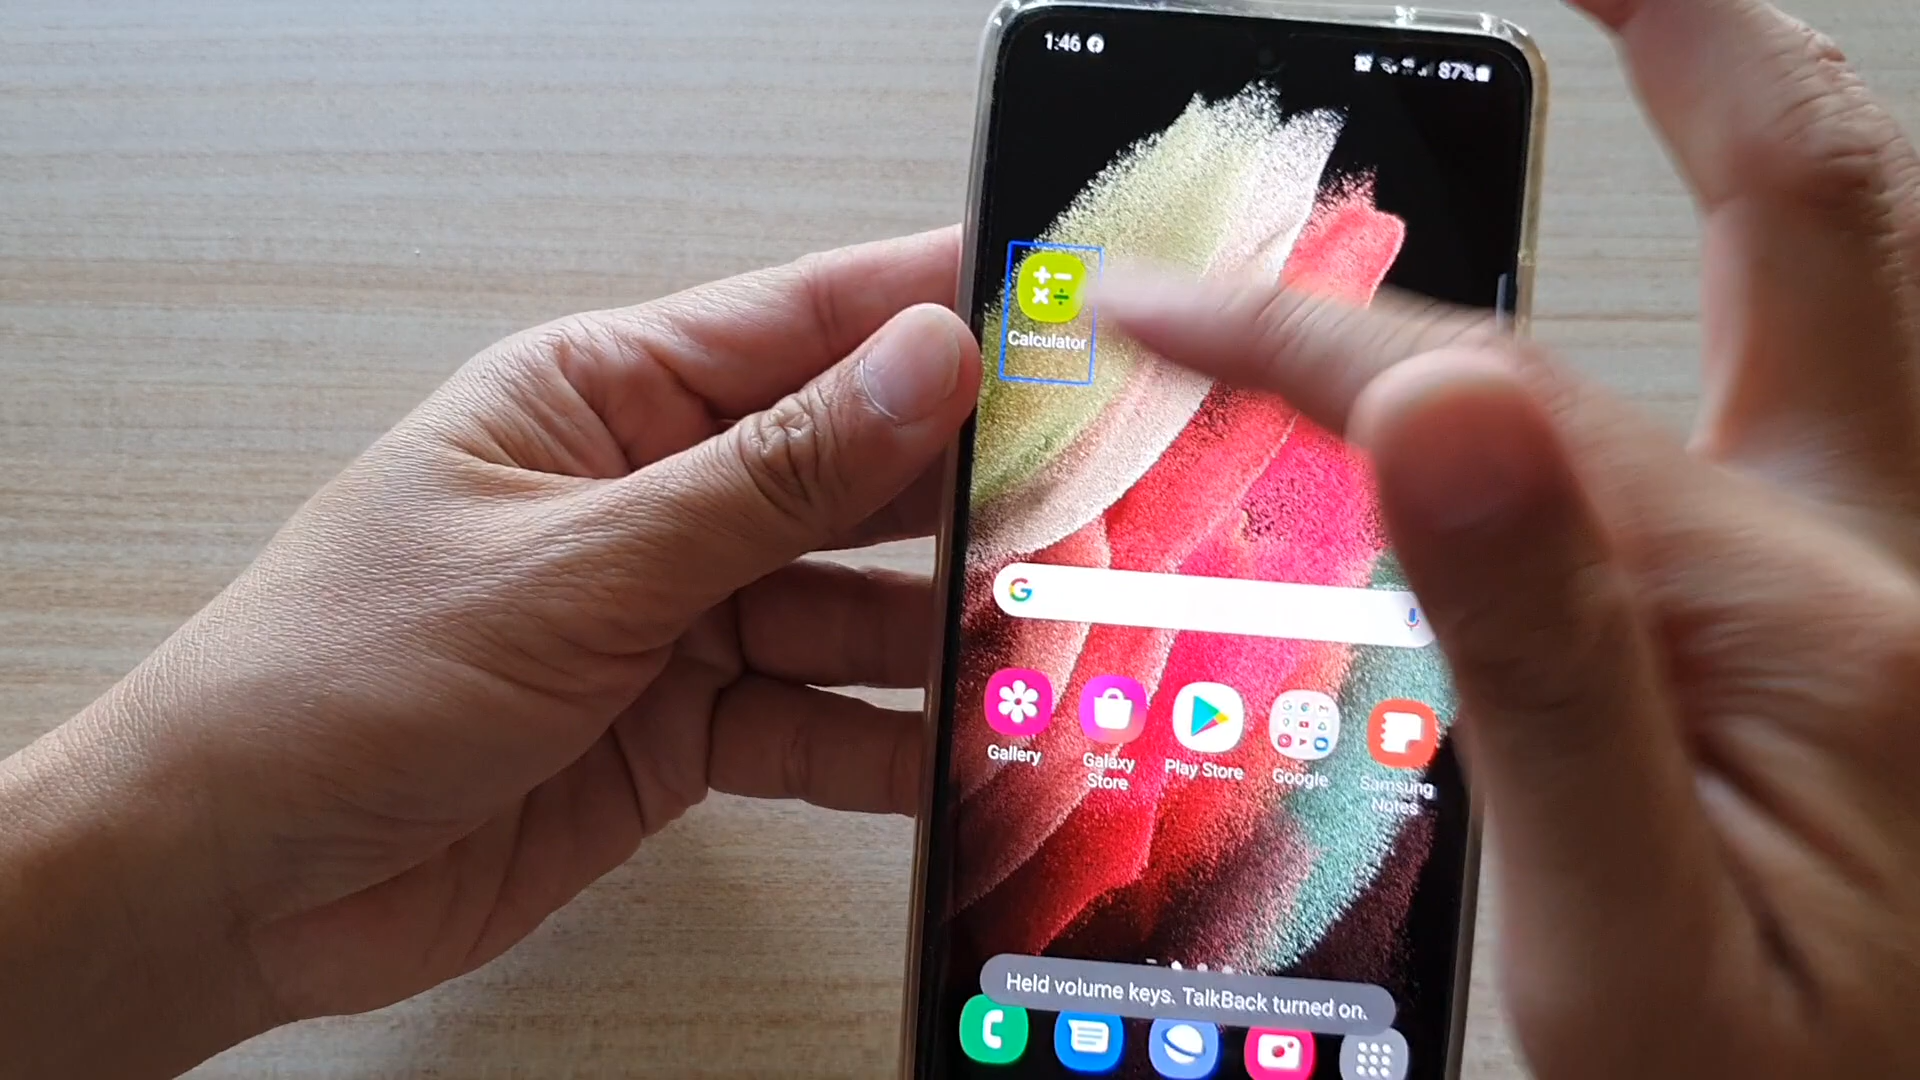 1:46
87%
Calculator
G
Gallery
Galaxy
Store
Play Store
Google
Samsung
Notes
Held volume keys. TalkBack turned on.